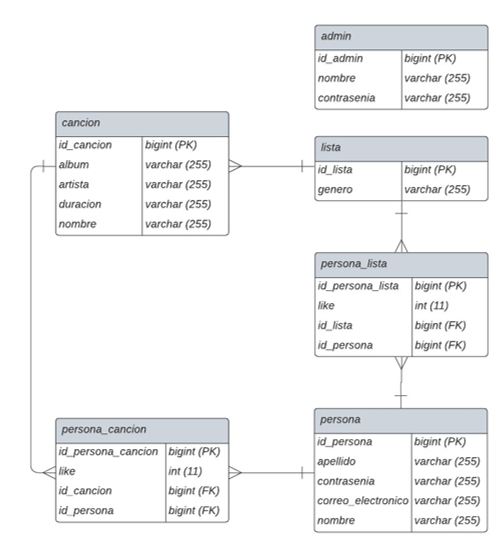 admin
id_admin bigint (PK)
nombre varchar (255)
contrasenia varchar (255)
cancion
id_cancion bigint (PK)
album varchar (255)
artista varchar (255)
duracion varchar (255)
nombre varchar (255)
lista
id_lista bigint (PK)
genero varchar (255)
persona_lista
id_persona_lista bigint (PK)
like int (11)
id_lista bigint (FK)
id_persona bigint (FK)
persona_cancion
id_persona_cancion bigint (PK)
like int (11)
id_cancion bigint (FK)
id_persona bigint (FK)
persona
id_persona bigint (PK)
apellido varchar (255)
contrasenia varchar (255)
correo_electronico varchar (255)
nombre varchar (255)